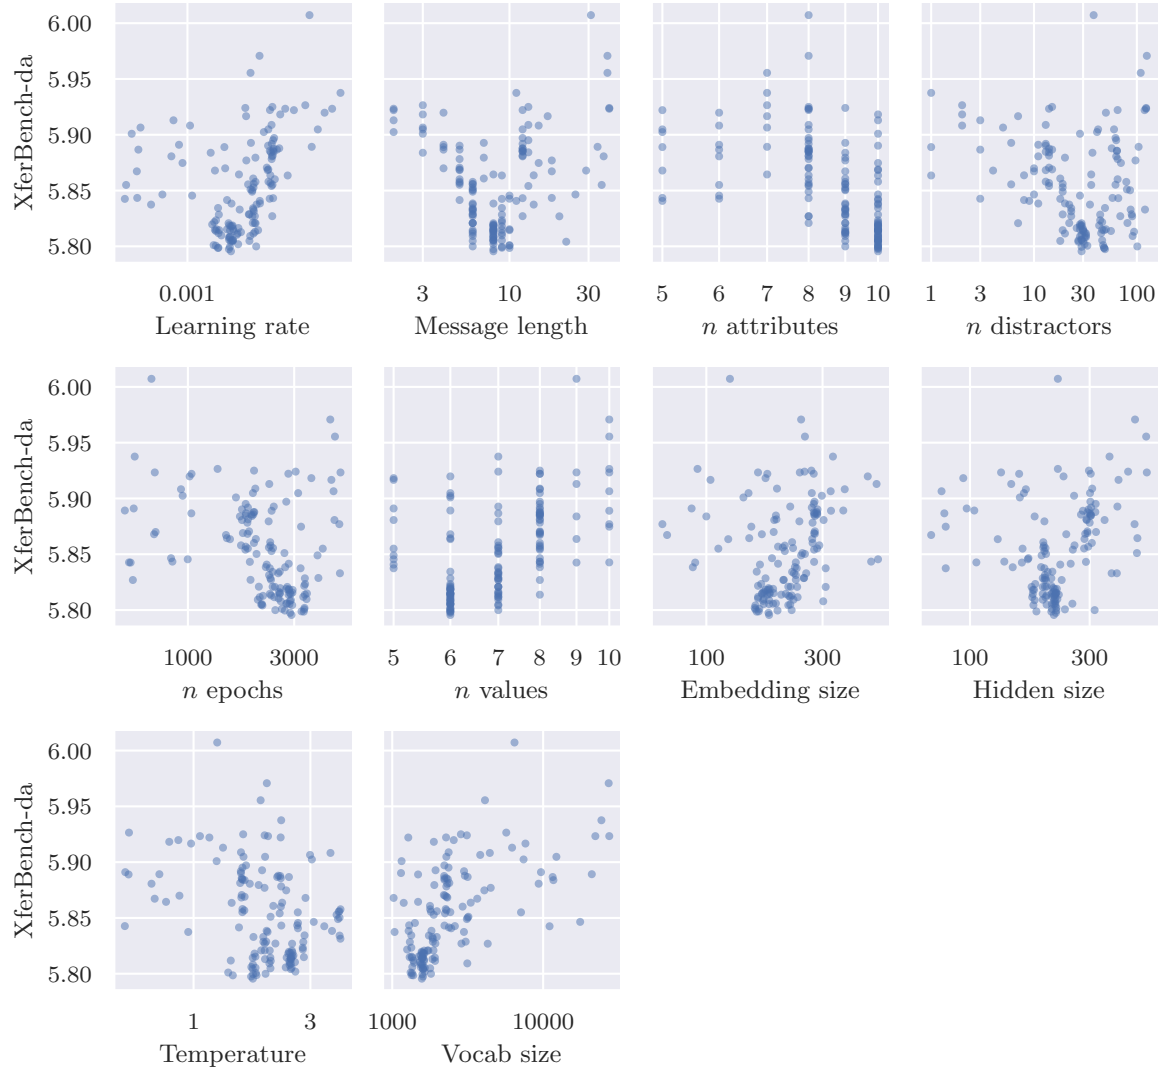 6.00
5.95
5.90
5.85
5.80
XferBench-da
0.001
Learning rate
3 10 30
Message length
5 6 7 8 9 10
n attributes
1 3 10 30 100
n distractors
6.00
5.95
5.90
5.85
5.80
XferBench-da
1000 3000
n epochs
5 6 7 8 9 10
n values
100 300
Embedding size
100 300
Hidden size
6.00
5.95
5.90
5.85
5.80
XferBench-da
1 3
Temperature
1000 10000
Vocab size